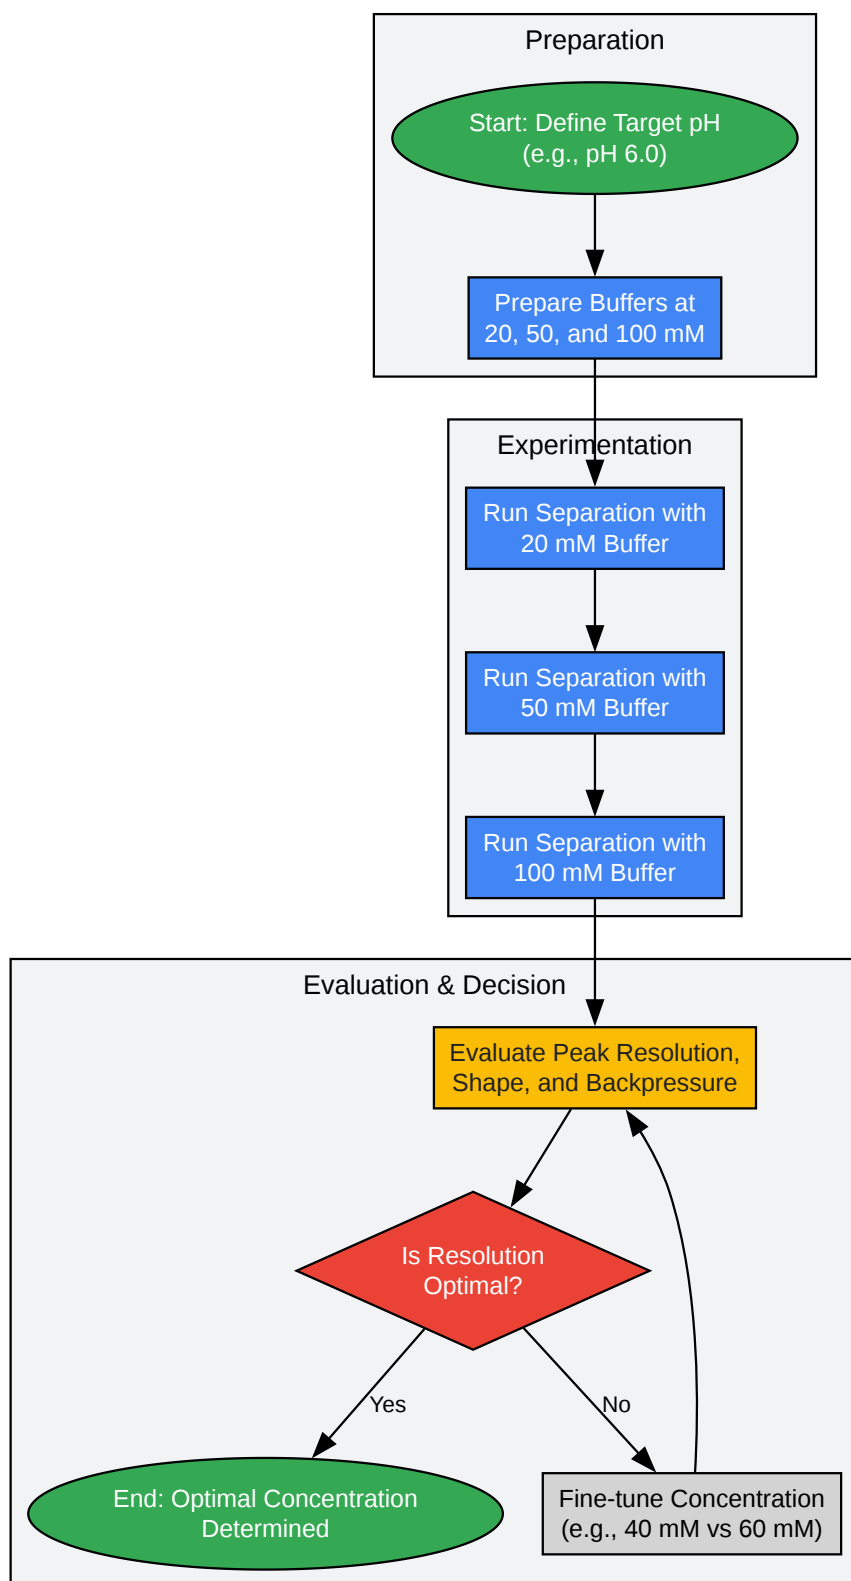 Preparation
Start: Define Target pH
(e.g., pH 6.0)
Prepare Buffers at
20, 50, and 100 mM
Experimentation
Run Separation with
20 mM Buffer
Run Separation with
50 mM Buffer
Run Separation with
100 mM Buffer
Evaluation & Decision
Evaluate Peak Resolution,
Shape, and Backpressure
Is Resolution
Optimal?
Yes
No
End: Optimal Concentration
Determined
Fine-tune Concentration
(e.g., 40 mM vs 60 mM)